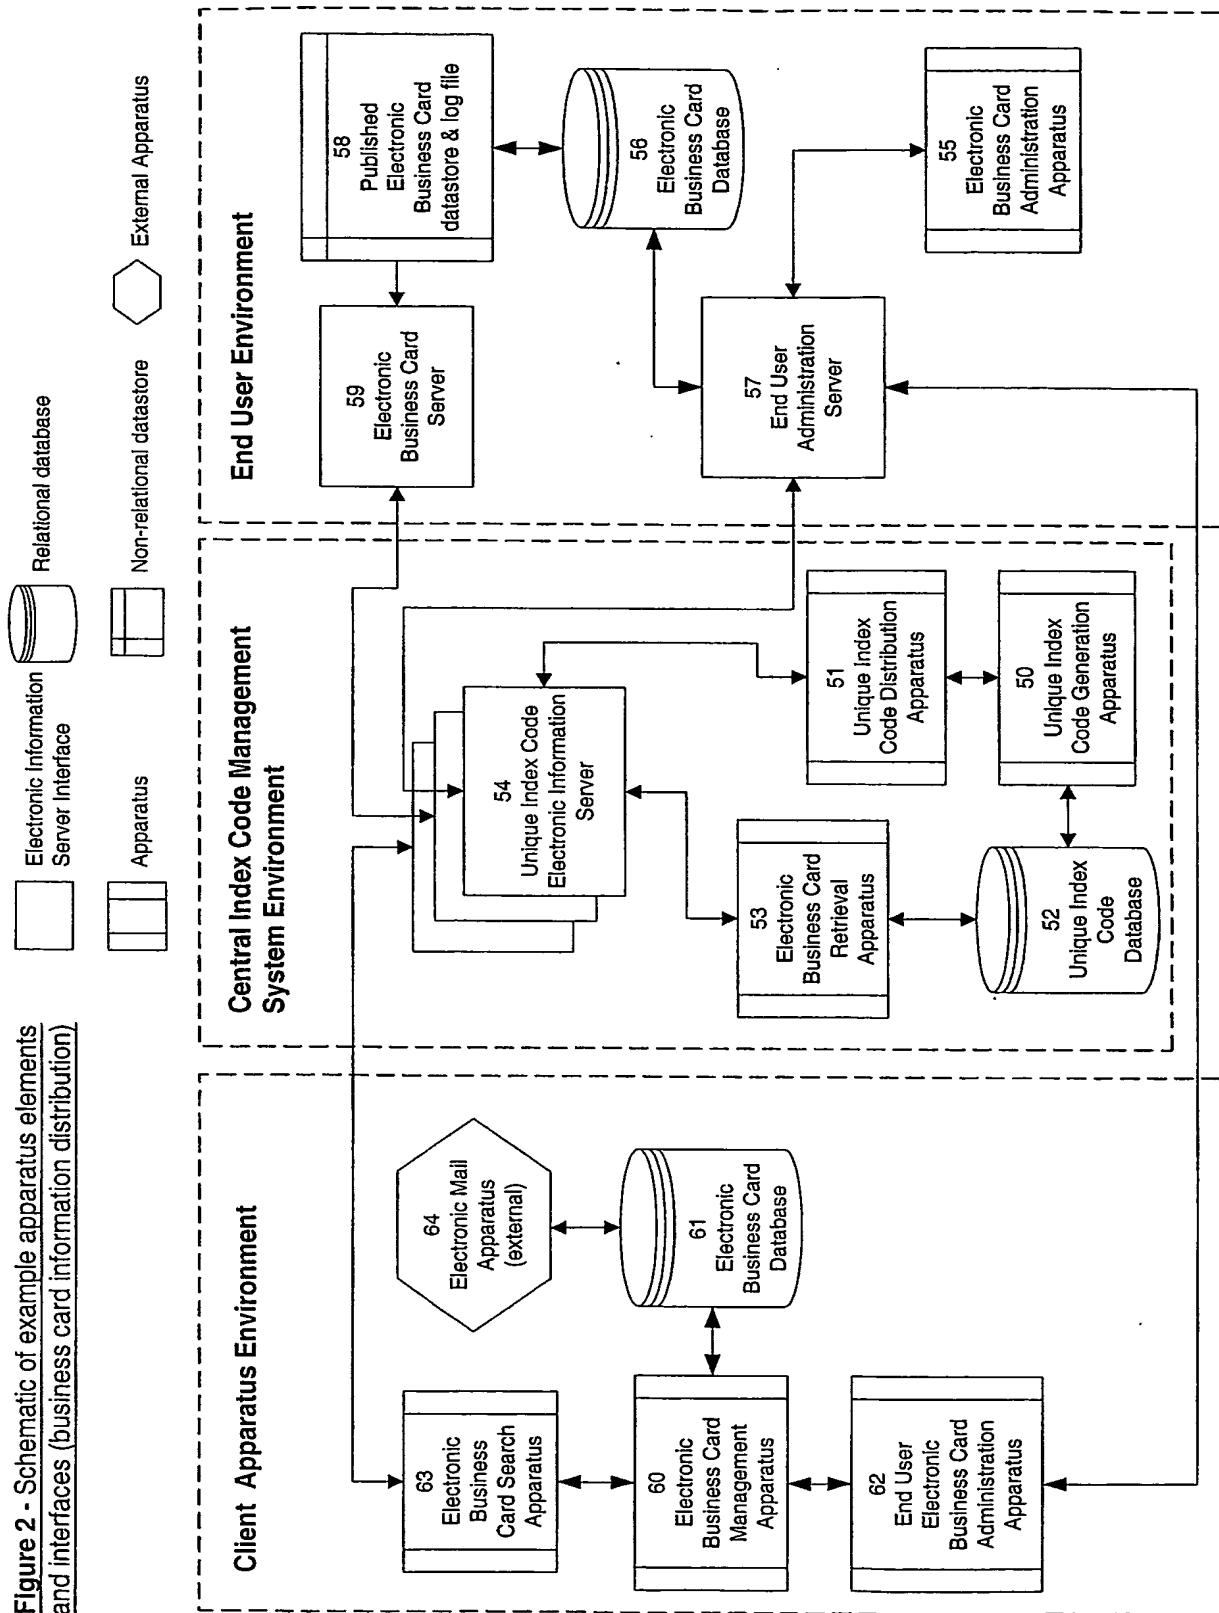 Figure 2 - Schematic of example apparatus elements
and interfaces (business card information distribution)
Electronic Information
Server Interface
Relational database
Apparatus
Non-relational datastore
External Apparatus
Client Apparatus Environment
63
Electronic
Business
Card Search
Apparatus
60
Electronic
Business Card
Management
Apparatus
62
End User
Electronic
Business Card
Administration
Apparatus
64
Electronic Mail
Apparatus
(external)
61
Electronic
Business Card
Database
Central Index Code Management
System Environment
54
Unique Index Code
Electronic Information
Server
53
Electronic
Business Card
Retrieval
Apparatus
52
Unique Index
Code
Database
51
Unique Index
Code Distribution
Apparatus
50
Unique Index
Code Generation
Apparatus
End User Environment
59
Electronic
Business Card
Server
58
Published
Electronic
Business Card
datastore & log file
57
End User
Administration
Server
56
Electronic
Business Card
Database
55
Electronic
Business Card
Administration
Apparatus